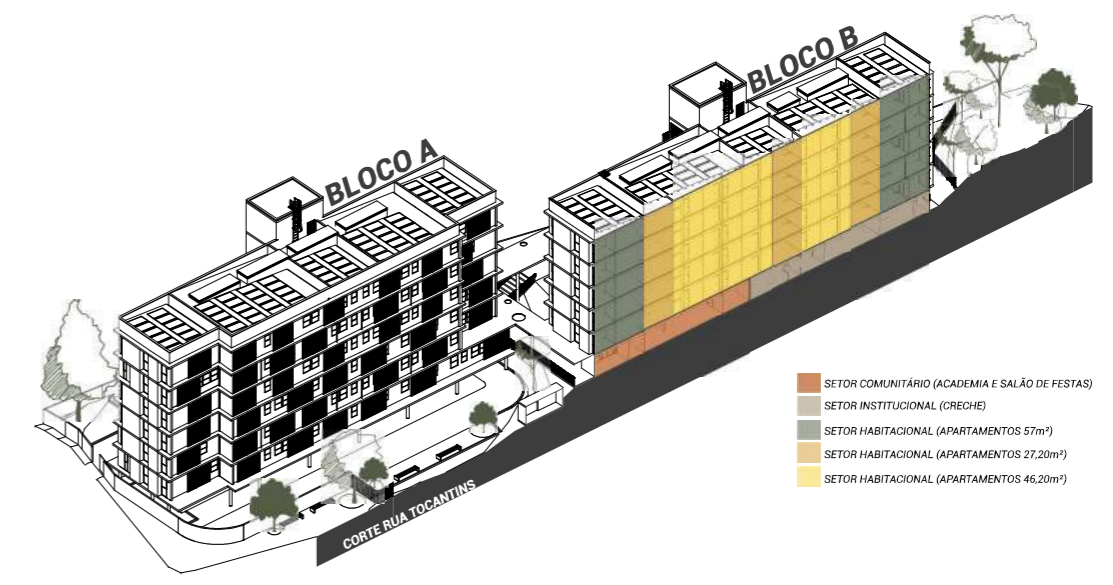 BLOCO B
BLOCO A
SETOR COMUNITÁRIO (ACADEMIA E SALÃO DE FESTAS)
SETOR INSTITUCIONAL (CRECHE)
SETOR HABITACIONAL (APARTAMENTOS 57m²)
SETOR HABITACIONAL (APARTAMENTOS 27,20m²)
SETOR HABITACIONAL (APARTAMENTOS 46,20m²)
CORTE RUA TOCANTINS